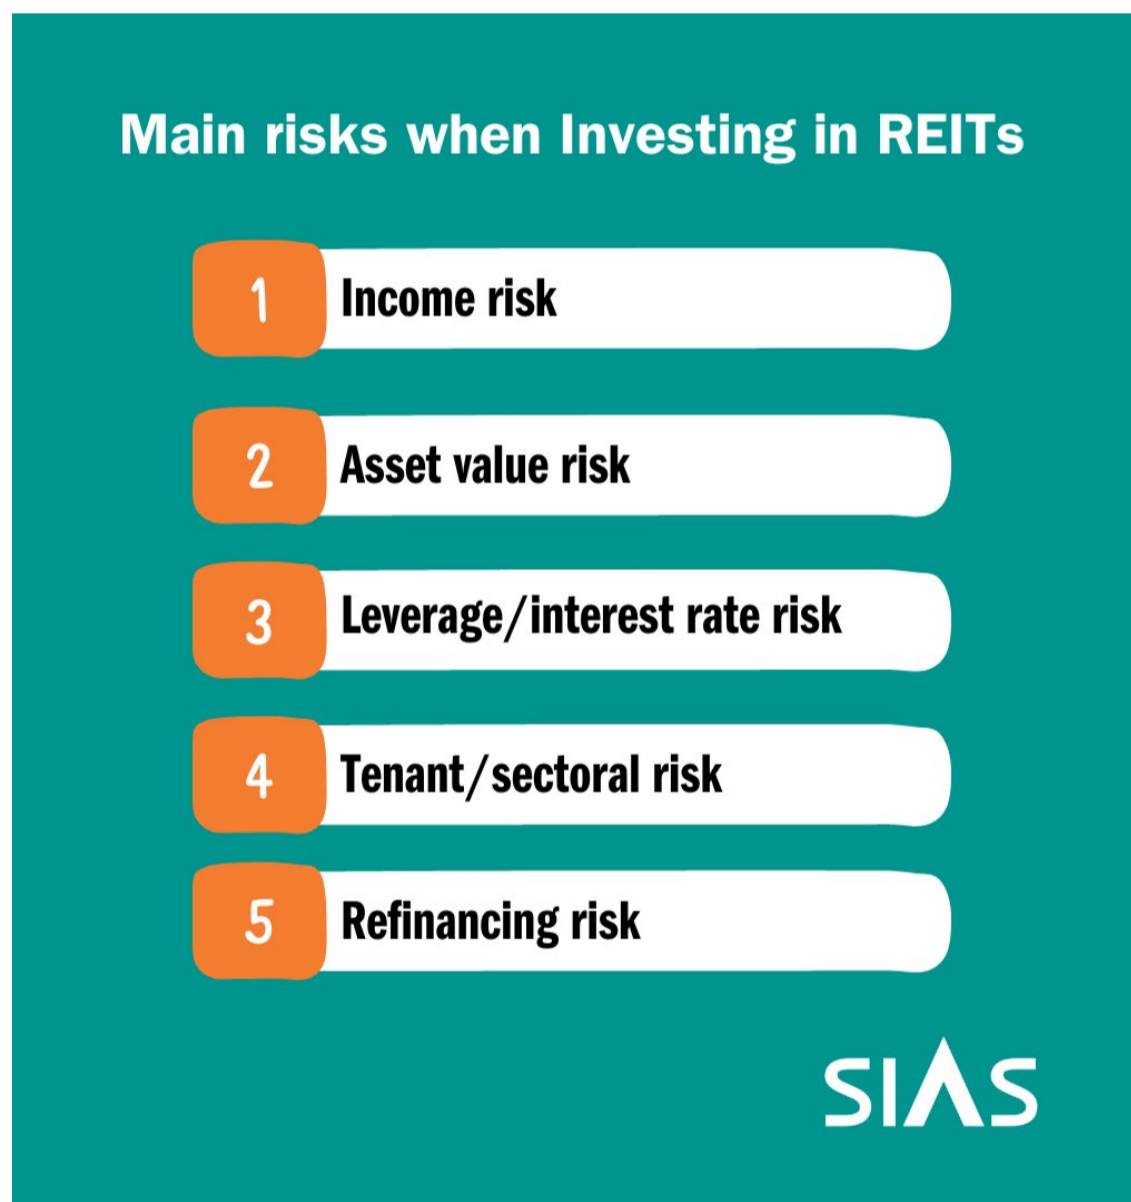 Main risks when Investing in REITs
1 Income risk
2 Asset value risk
3 Leverage/interest rate risk
4 Tenant/sectoral risk
5 Refinancing risk
SIAS